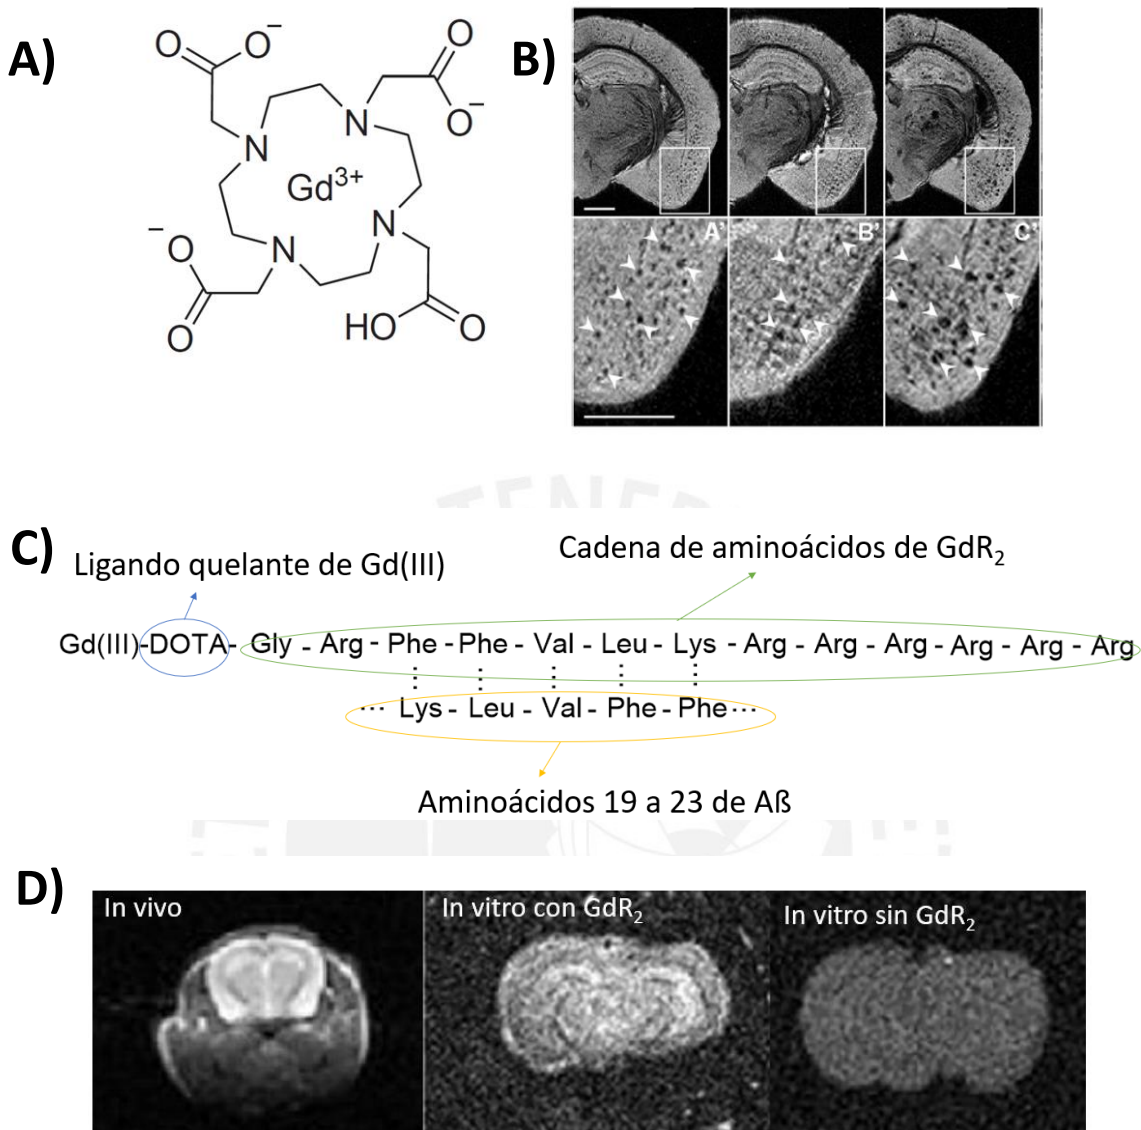 A)
B)
O
O⁻
O
O⁻
N
N
Gd³⁺
N
N
⁻O
O
HO
O
A'
B'
C'
TENEB
C)
Ligando quelante de Gd(III)
Cadena de aminoácidos de GdR₂
Gd(III)-DOTA- Gly - Arg - Phe - Phe - Val - Leu - Lys - Arg - Arg - Arg - Arg - Arg - Arg
... Lys - Leu - Val - Phe - Phe ...
Aminoácidos 19 a 23 de Aß
D)
In vivo
In vitro con GdR₂
In vitro sin GdR₂